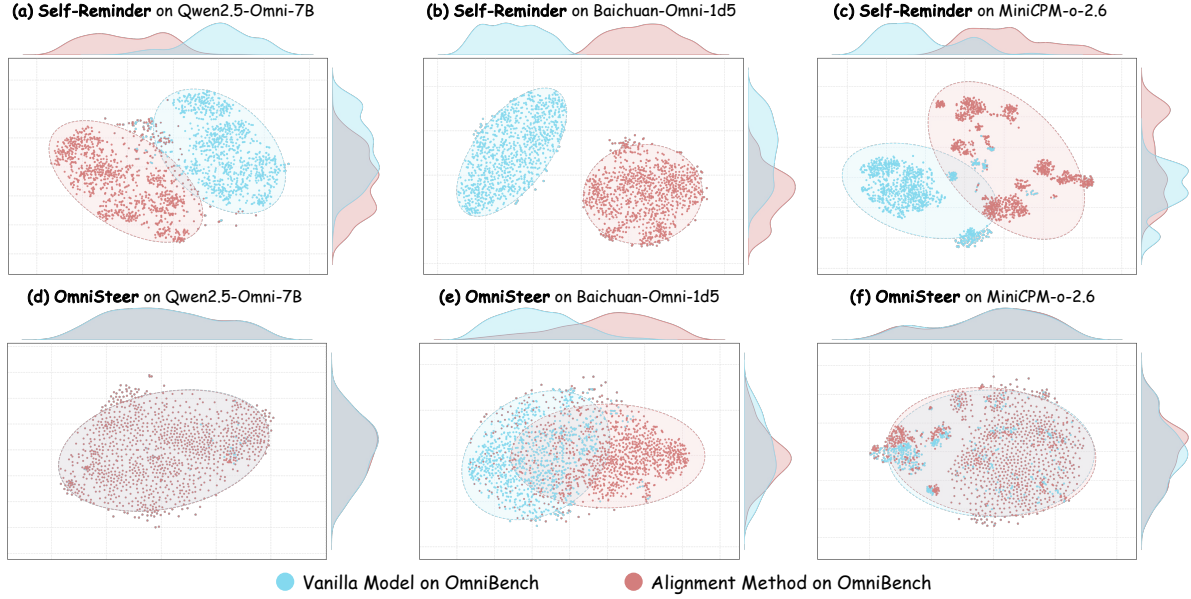 (a) Self-Reminder on Qwen2.5-Omni-7B
(b) Self-Reminder on Baichuan-Omni-1d5
(c) Self-Reminder on MiniCPM-o-2.6
(d) OmniSteer on Qwen2.5-Omni-7B
(e) OmniSteer on Baichuan-Omni-1d5
(f) OmniSteer on MiniCPM-o-2.6
Vanilla Model on OmniBench
Alignment Method on OmniBench